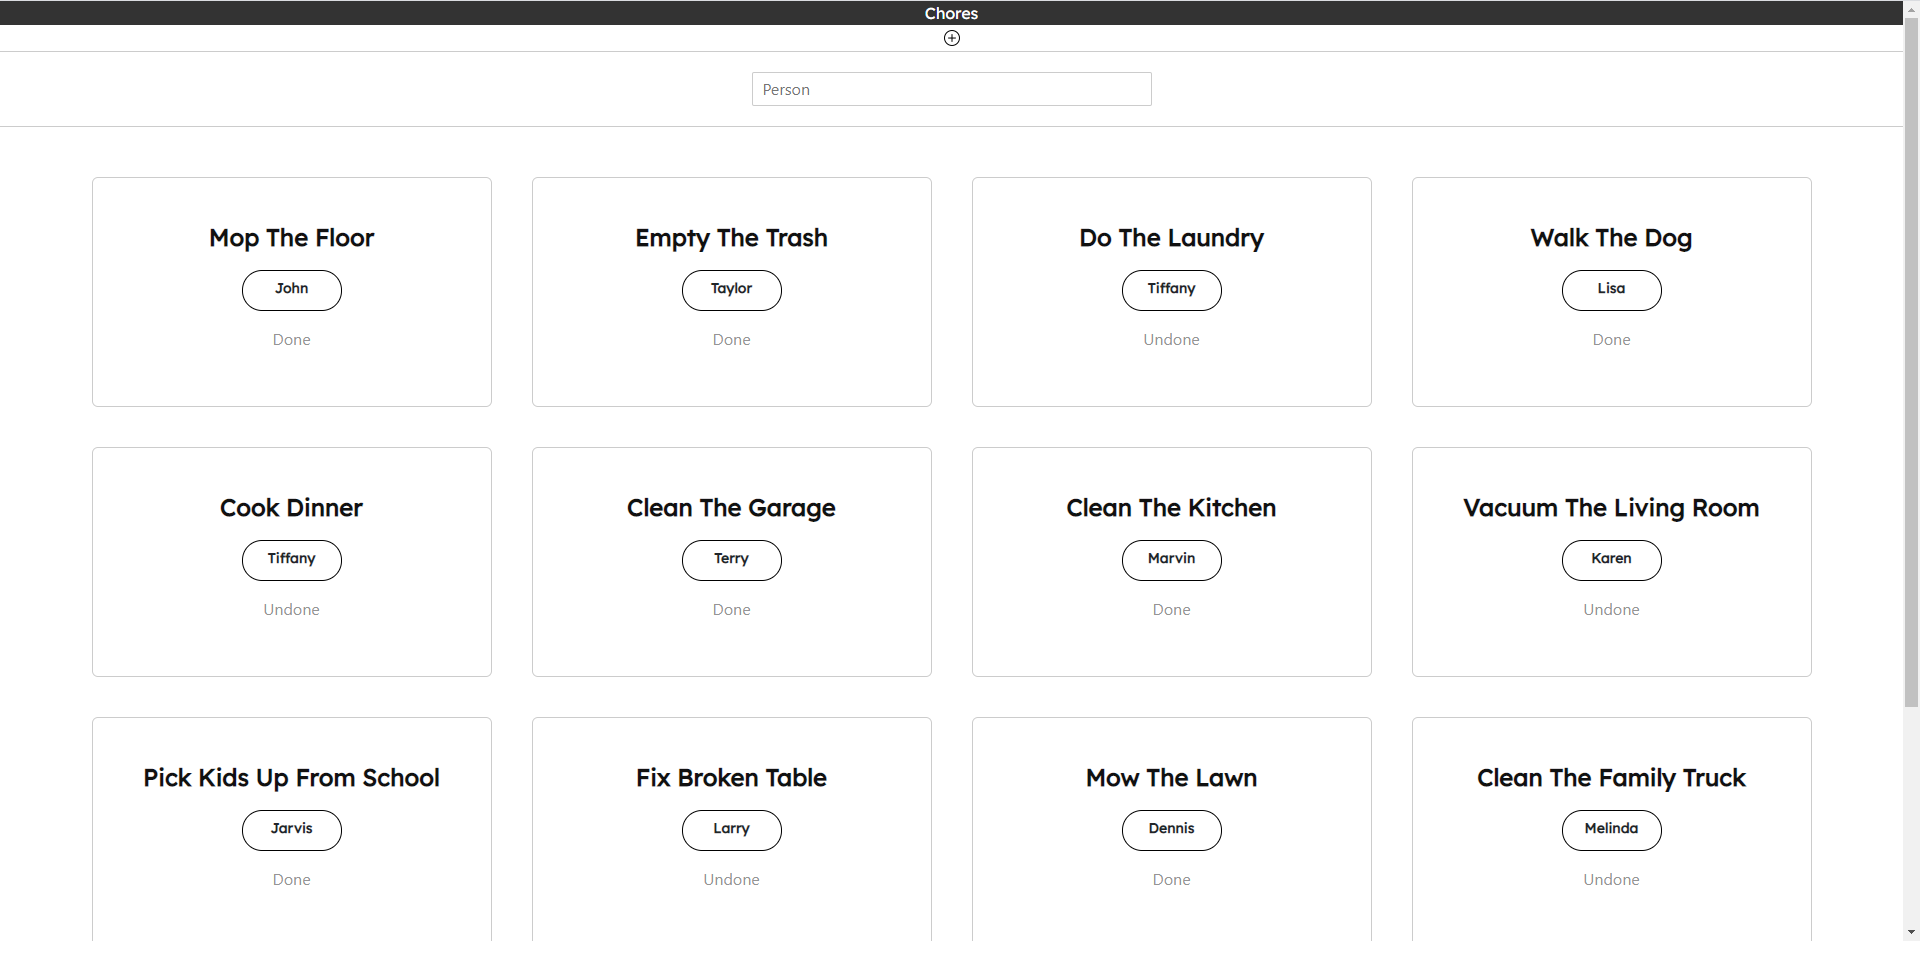 Chores
Person
Mop The Floor
John
Done
Empty The Trash
Taylor
Done
Do The Laundry
Tiffany
Undone
Walk The Dog
Lisa
Done
Cook Dinner
Tiffany
Undone
Clean The Garage
Terry
Done
Clean The Kitchen
Marvin
Done
Vacuum The Living Room
Karen
Undone
Pick Kids Up From School
Jarvis
Done
Fix Broken Table
Larry
Undone
Mow The Lawn
Dennis
Done
Clean The Family Truck
Melinda
Undone